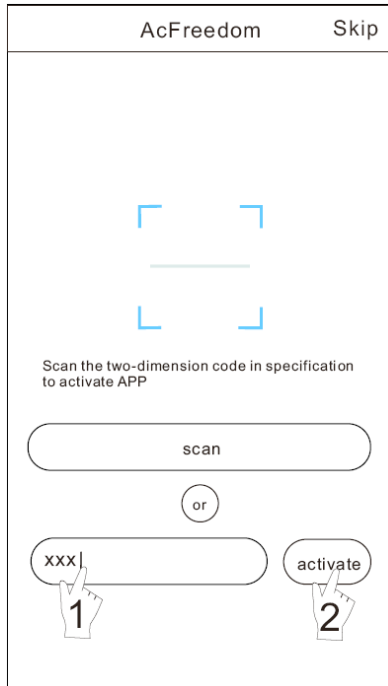 AcFreedom
Skip
Scan the two-dimension code in specification
to activate APP
scan
or
xxx
activate
1
2